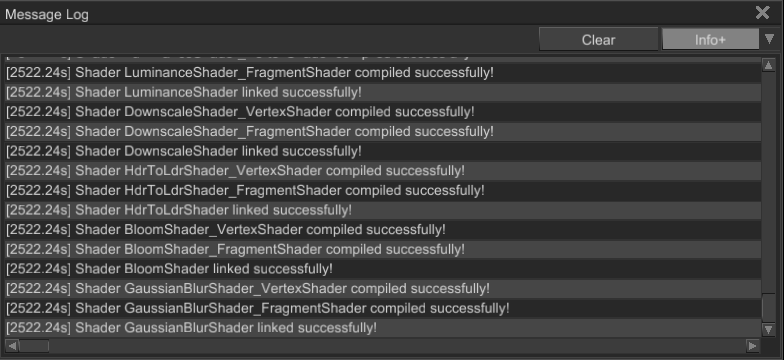 Message Log
Clear
Info+
[2522.24s] Shader LuminanceShader_FragmentShader compiled successfully!
[2522.24s] Shader LuminanceShader linked successfully!
[2522.24s] Shader DownscaleShader_VertexShader compiled successfully!
[2522.24s] Shader DownscaleShader_FragmentShader compiled successfully!
[2522.24s] Shader DownscaleShader linked successfully!
[2522.24s] Shader HdrToLdrShader_VertexShader compiled successfully!
[2522.24s] Shader HdrToLdrShader_FragmentShader compiled successfully!
[2522.24s] Shader HdrToLdrShader linked successfully!
[2522.24s] Shader BloomShader_VertexShader compiled successfully!
[2522.24s] Shader BloomShader_FragmentShader compiled successfully!
[2522.24s] Shader BloomShader linked successfully!
[2522.24s] Shader GaussianBlurShader_VertexShader compiled successfully!
[2522.24s] Shader GaussianBlurShader_FragmentShader compiled successfully!
[2522.24s] Shader GaussianBlurShader linked successfully!